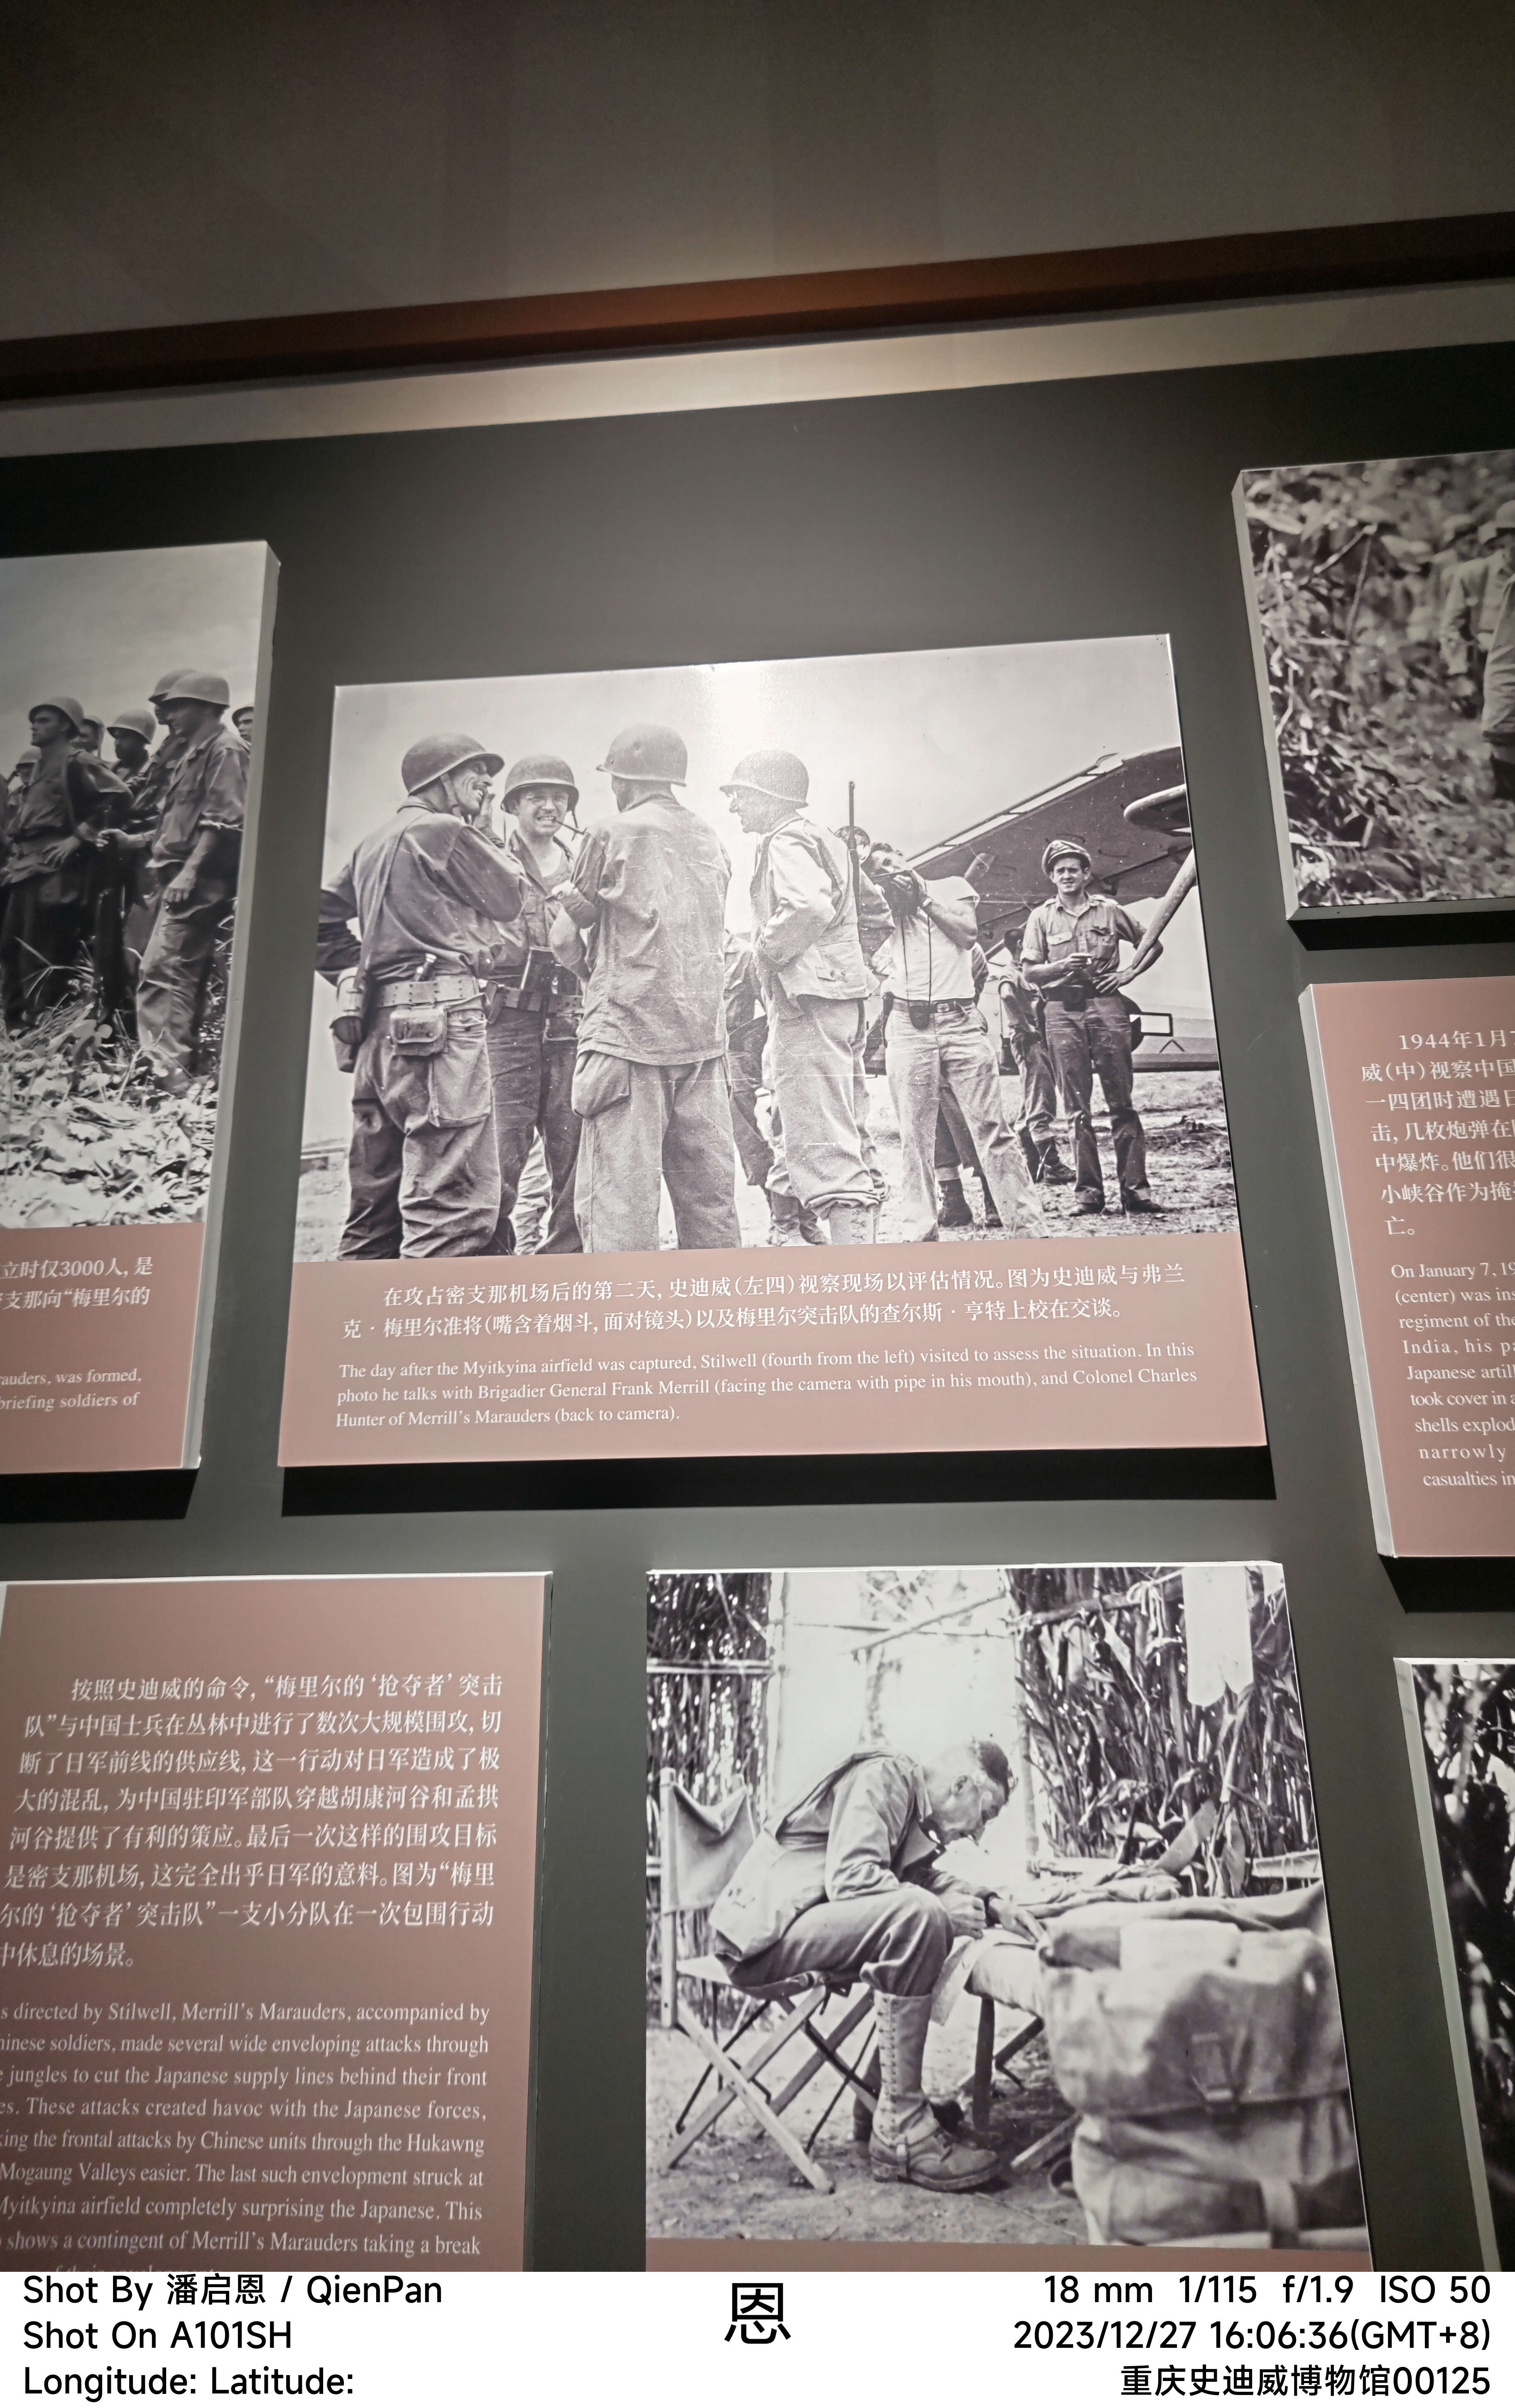 立时仅3000人，是
支那向“梅里尔的
rauders, was formed,
briefing soldiers of
在攻占密支那机场后的第二天，史迪威（左四）视察现场以评估情况。图为史迪威与弗兰
克·梅里尔准将（嘴含着烟斗，面对镜头）以及梅里尔突击队的查尔斯·亨特上校在交谈。
The day after the Myitkyina airfield was captured, Stilwell (fourth from the left) visited to assess the situation. In this
photo he talks with Brigadier General Frank Merrill (facing the camera with pipe in his mouth), and Colonel Charles
Hunter of Merrill's Marauders (back to camera).
1944年1月7
威（中）视察中国
一四团时遭遇日
击，几枚炮弹在
中爆炸。他们很
小峡谷作为掩
亡。
On January 7, 19
(center) was ins
regiment of the
India, his pa
Japanese artil
took cover in a
shells explod
narrowly
casualties in
按照史迪威的命令，“梅里尔的‘抢夺者’突击
队”与中国士兵在丛林中进行了数次大规模围攻，切
断了日军前线的供应线，这一行动对日军造成了极
大的混乱，为中国驻印军部队穿越胡康河谷和孟拱
河谷提供了有利的策应。最后一次这样的围攻目标
是密支那机场，这完全出乎日军的意料。图为“梅里
尔的‘抢夺者’突击队”一支小分队在一次包围行动
中休息的场景。
s directed by Stilwell, Merrill's Marauders, accompanied by
hinese soldiers, made several wide enveloping attacks through
e jungles to cut the Japanese supply lines behind their front
es. These attacks created havoc with the Japanese forces,
king the frontal attacks by Chinese units through the Hukawng
Mogaung Valleys easier. The last such envelopment struck at
Myitkyina airfield completely surprising the Japanese. This
shows a contingent of Merrill's Marauders taking a break
Shot By 潘启恩 / QienPan
Shot On A101SH
Longitude: Latitude:
恩
18 mm 1/115 f/1.9 ISO 50
2023/12/27 16:06:36(GMT+8)
重庆史迪威博物馆00125